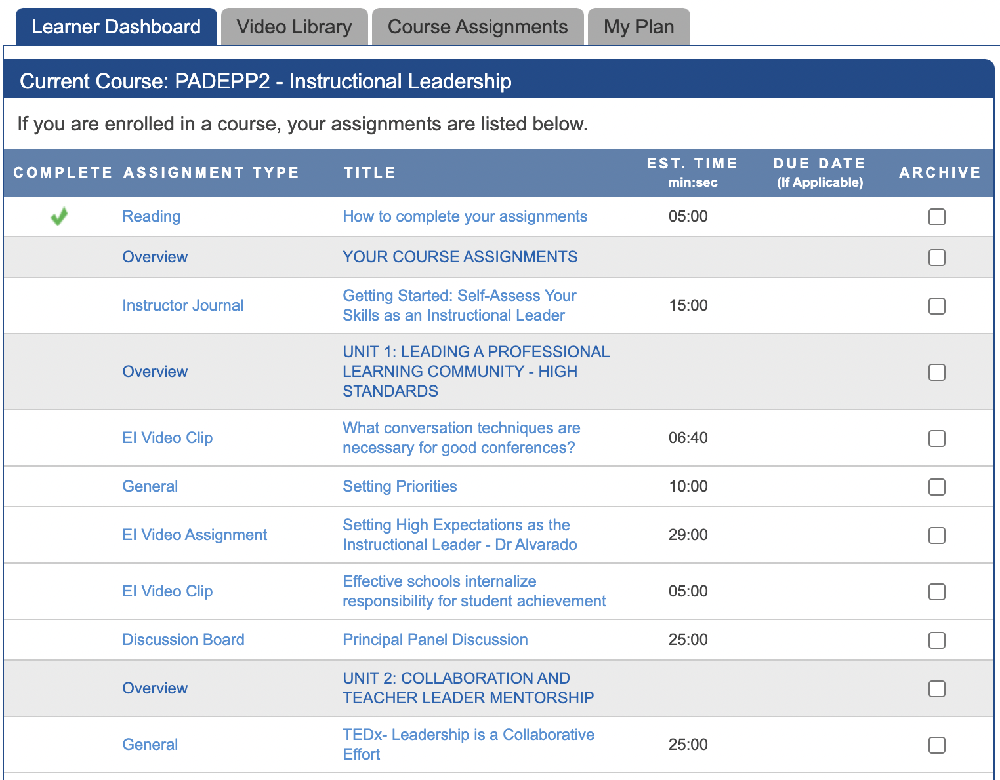 Learner Dashboard Video Library Course Assignments My Plan
Current Course: PADEPP2 - Instructional Leadership
If you are enrolled in a course, your assignments are listed below.
COMPLETE ASSIGNMENT TYPE TITLE EST. TIME min:sec DUE DATE (If Applicable) ARCHIVE
Reading How to complete your assignments 05:00
Overview YOUR COURSE ASSIGNMENTS
Instructor Journal Getting Started: Self-Assess Your
Skills as an Instructional Leader 15:00
Overview UNIT 1: LEADING A PROFESSIONAL
LEARNING COMMUNITY - HIGH
STANDARDS
EI Video Clip What conversation techniques are
necessary for good conferences? 06:40
General Setting Priorities 10:00
EI Video Assignment Setting High Expectations as the
Instructional Leader - Dr Alvarado 29:00
EI Video Clip Effective schools internalize
responsibility for student achievement 05:00
Discussion Board Principal Panel Discussion 25:00
Overview UNIT 2: COLLABORATION AND
TEACHER LEADER MENTORSHIP
General TEDx- Leadership is a Collaborative
Effort 25:00